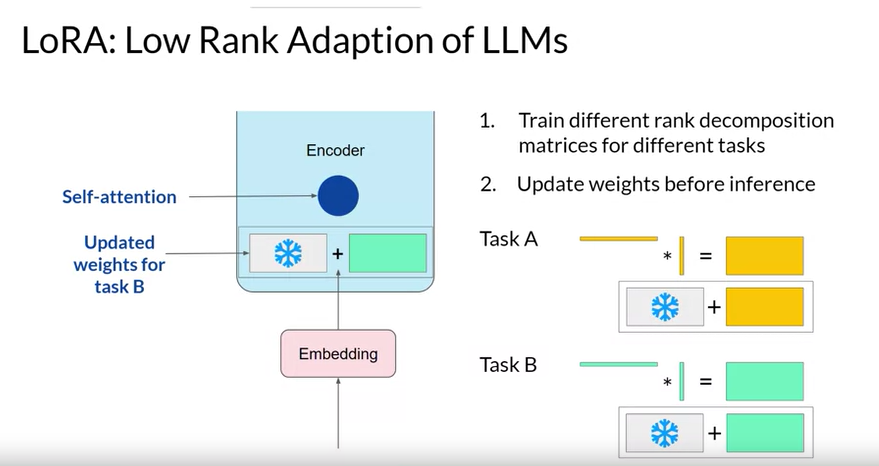 LoRA: Low Rank Adaption of LLMs
Encoder
Self-attention
Updated
weights for
task B
+
Embedding
1. Train different rank decomposition
matrices for different tasks
2. Update weights before inference
Task A
* =
+
Task B
* =
+